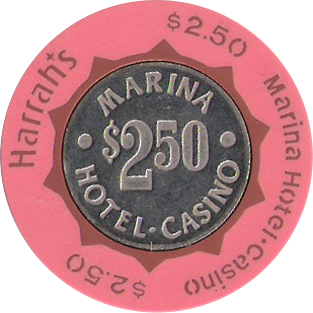 $2.50
Harrah's
Marina Hotel·casino
$2.50
MARINA
$2.50
HOTEL·CASINO